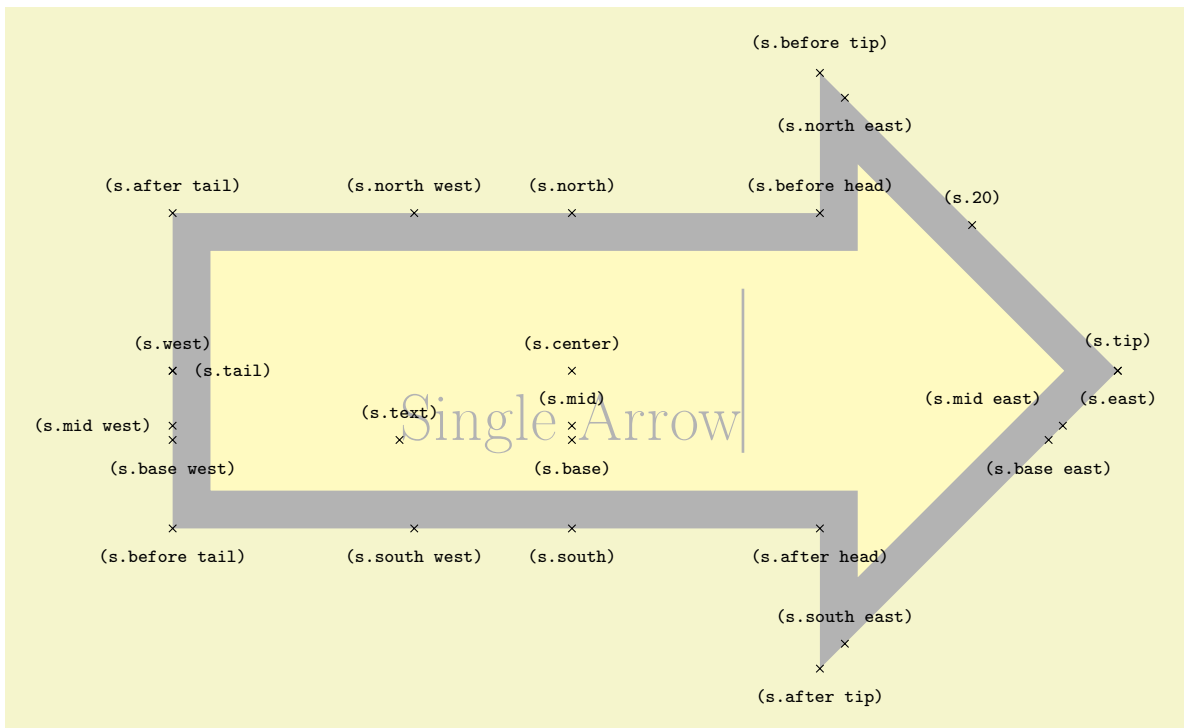 (s.before tip)
(s.north east)
(s.after tail) (s.north west) (s.north) (s.before head)
(s.20)
(s.west) (s.center) (s.tip)
(s.tail)
(s.mid) (s.mid east) (s.east)
(s.text)
Single Arrow
(s.mid west)
(s.base west) (s.base) (s.base east)
(s.before tail) (s.south west) (s.south) (s.after head)
(s.south east)
(s.after tip)